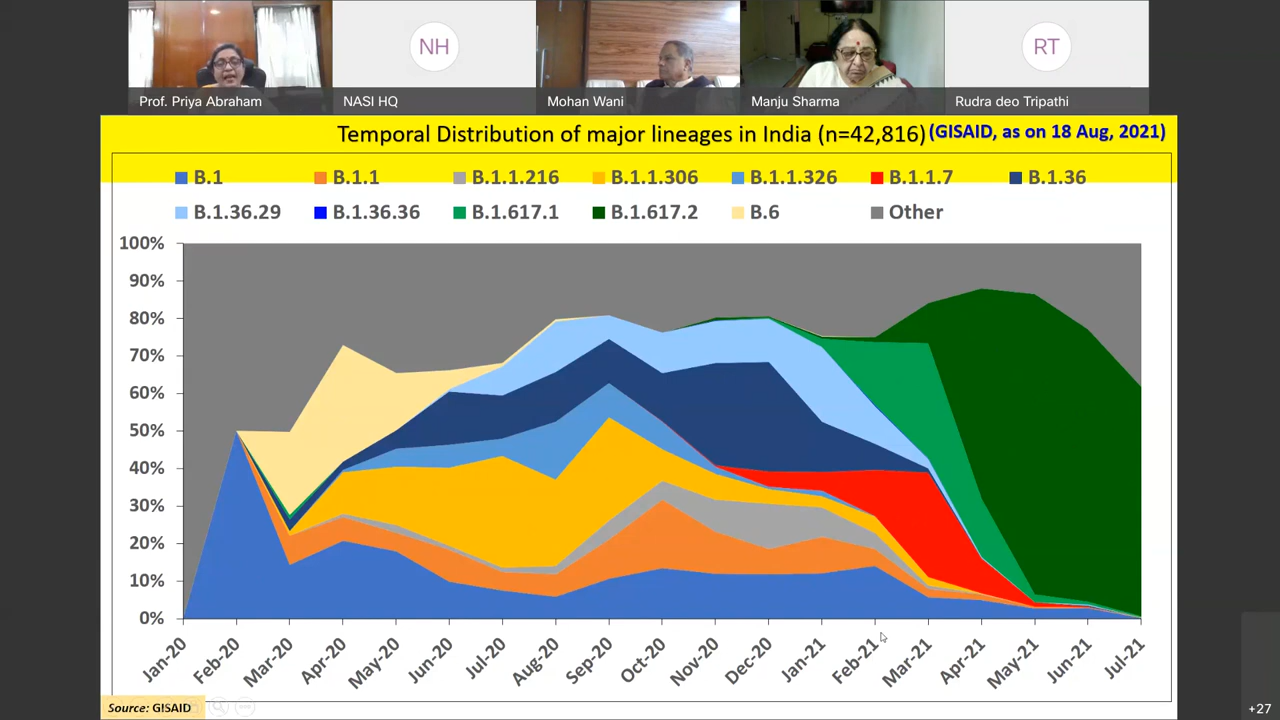 NH
RT
Prof. Priya Abraham
NASI HQ
Mohan Wani
Manju Sharma
Rudra deo Tripathi
Temporal Distribution of major lineages in India (n=42,816) (GISAID, as on 18 Aug, 2021)
B.1 B.1.1 B.1.1.216 B.1.1.306 B.1.1.326 B.1.1.7 B.1.36
B.1.36.29 B.1.36.36 B.1.617.1 B.1.617.2 B.6 Other
100%
90%
80%
70%
60%
50%
40%
30%
20%
10%
0%
Jan-20 Feb-20 Mar-20 Apr-20 May-20 Jun-20 Jul-20 Aug-20 Sep-20 Oct-20 Nov-20 Dec-20 Jan-21 Feb-21 Mar-21 Apr-21 May-21 Jun-21 Jul-21
Source: GISAID
+27